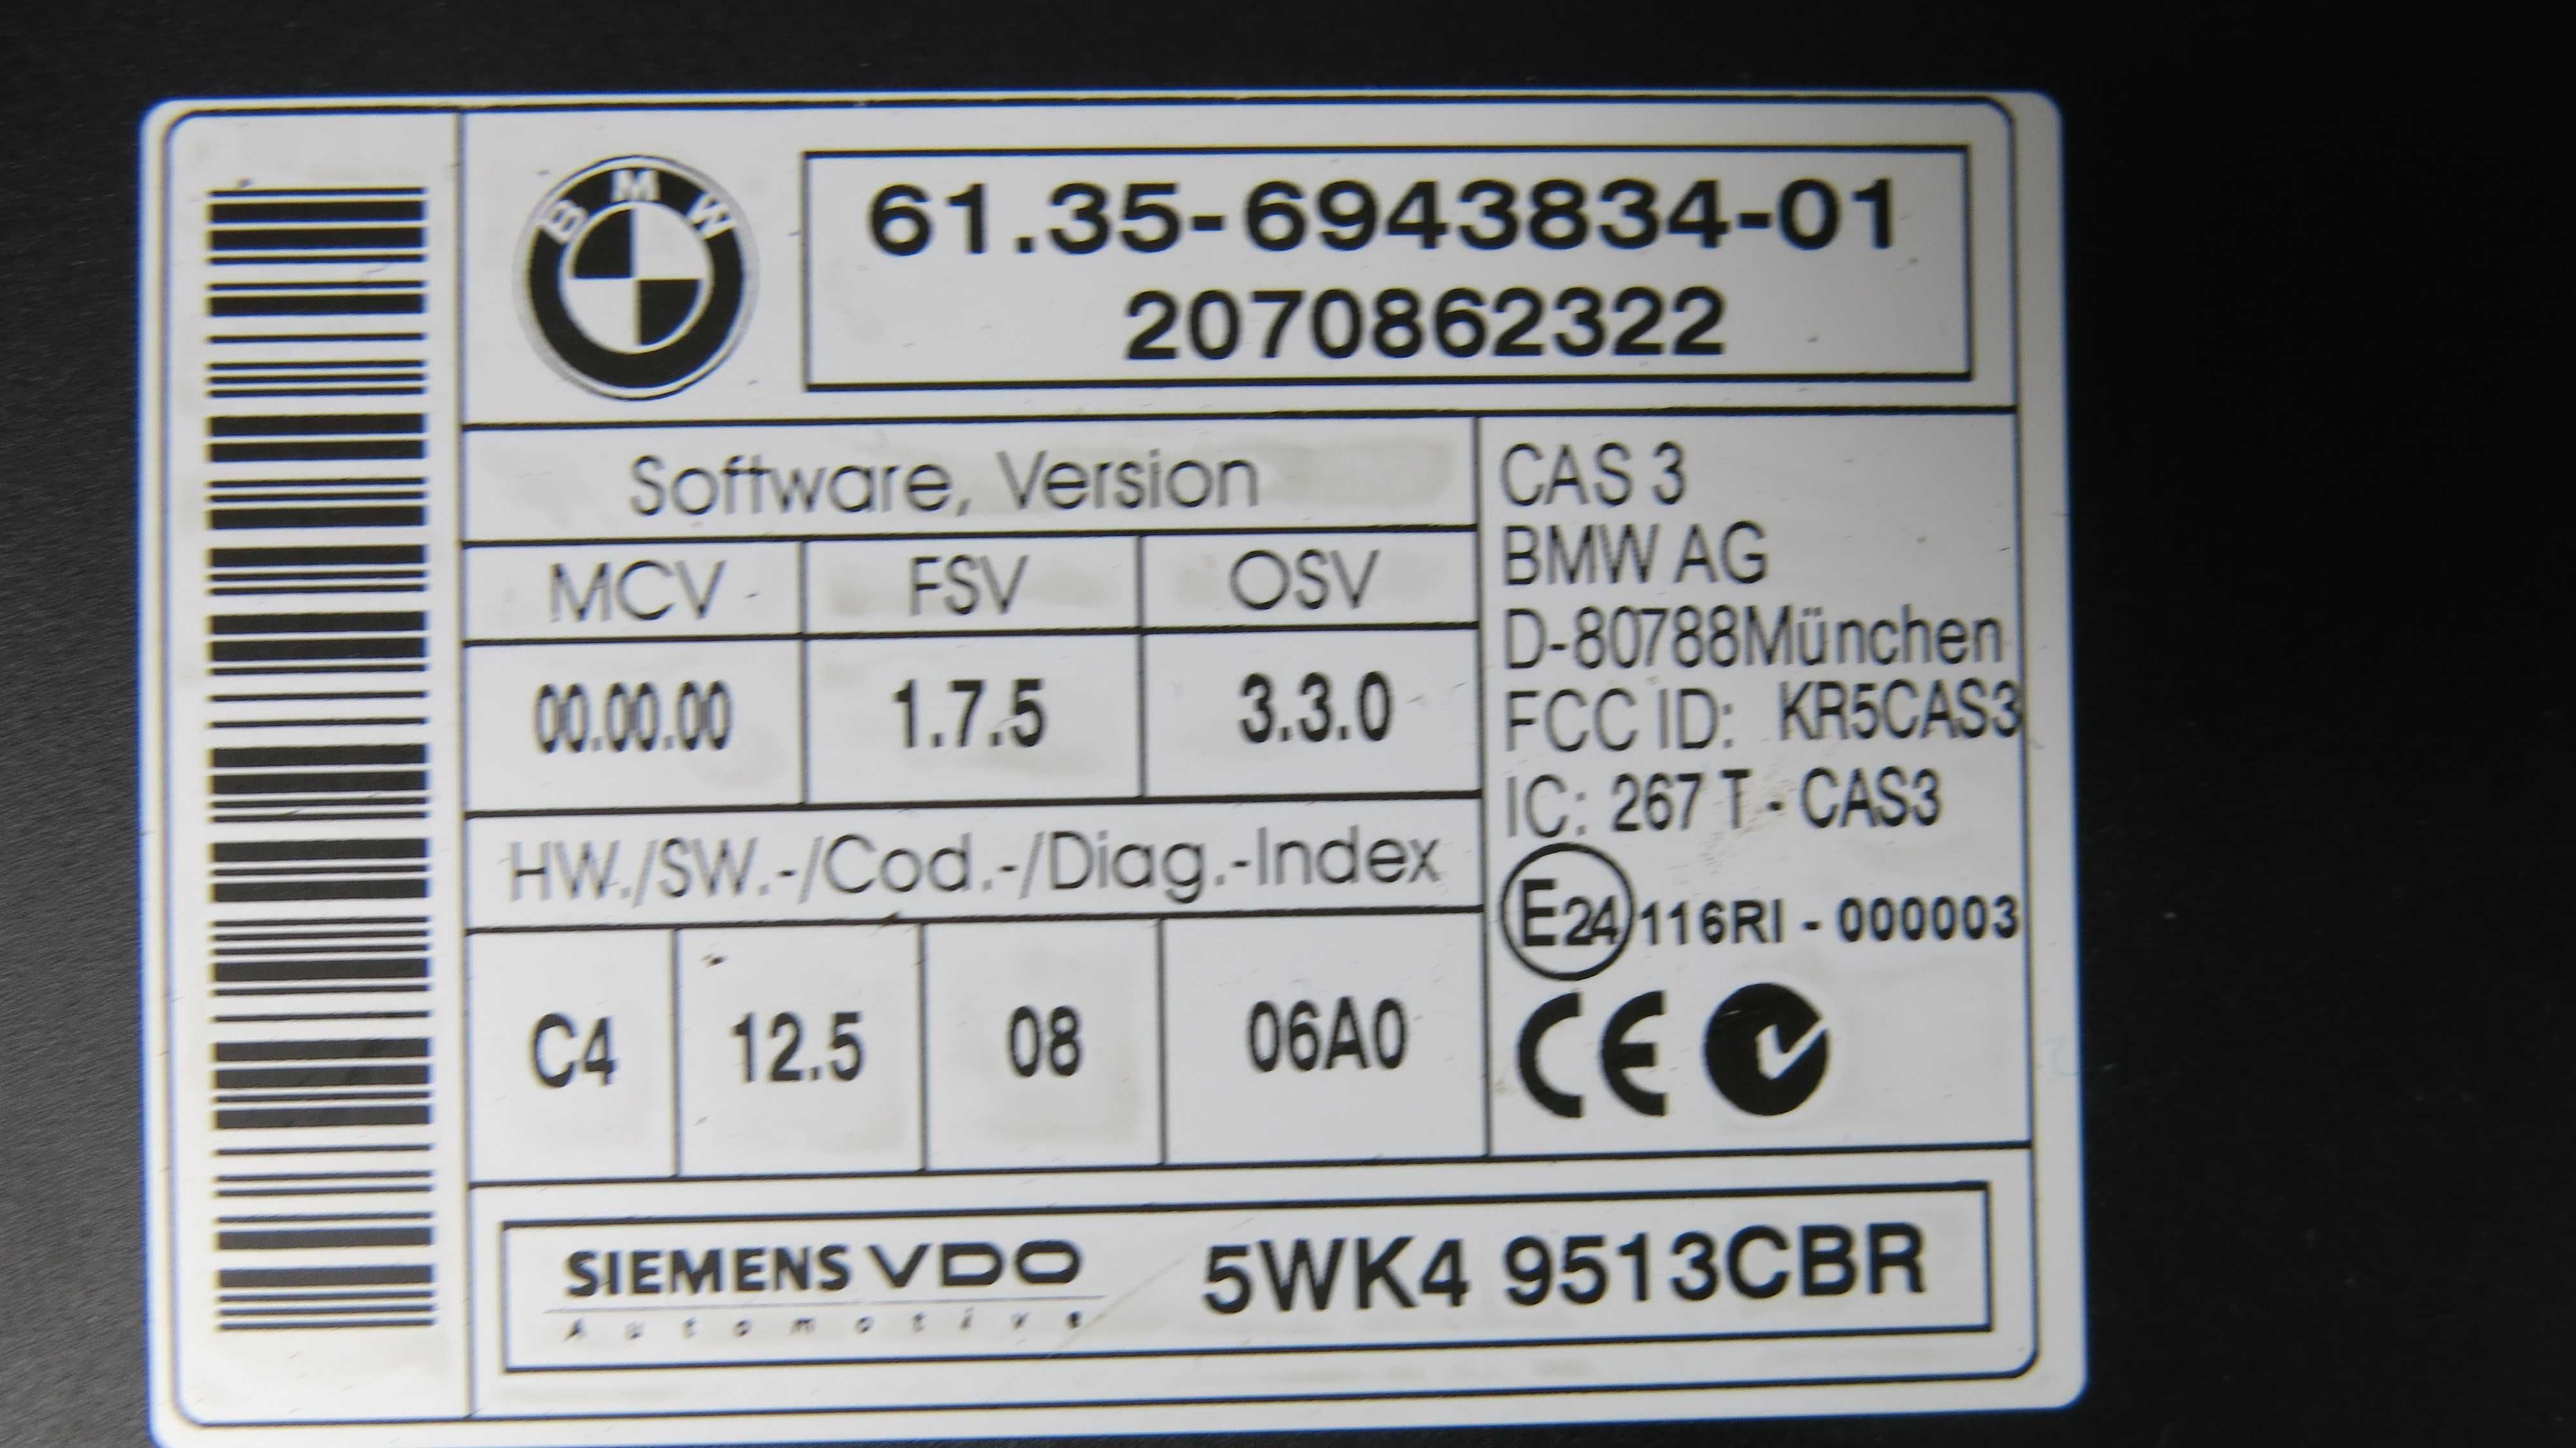 BMW
61.35-6943834-01
2070862322
Software, Version
MCV FSV OSV
00.00.00 1.7.5 3.3.0
HW./SW.-/Cod.-/Diag.-Index
C4 12.5 08 06A0
CAS 3
BMW AG
D-80788München
FCC ID: KR5CAS3
IC: 267 T - CAS3
E24 116RI - 000003
CE
SIEMENS VDO
Automotive
5WK4 9513CBR